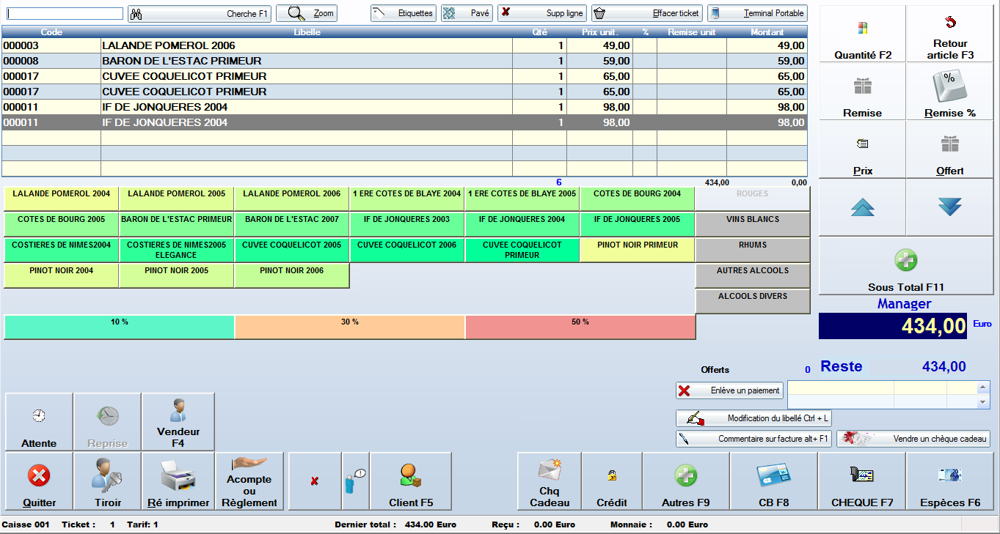 Cherche F1 Zoom Etiquettes Pavé Supp ligne Effacer ticket Terminal Portable
Code Libelle Qté Prix unit. % Remise unit Montant
000003 LALANDE POMEROL 2006 1 49,00 49,00
000008 BARON DE L'ESTAC PRIMEUR 1 59,00 59,00
000017 CUVEE COQUELICOT PRIMEUR 1 65,00 65,00
000017 CUVEE COQUELICOT PRIMEUR 1 65,00 65,00
000011 IF DE JONQUERES 2004 1 98,00 98,00
000011 IF DE JONQUERES 2004 1 98,00 98,00
6 434,00 0,00
LALANDE POMEROL 2004 LALANDE POMEROL 2005 LALANDE POMEROL 2006 1 ERE COTES DE BLAYE 2004 1 ERE COTES DE BLAYE 2005 COTES DE BOURG 2004 ROUGES
COTES DE BOURG 2005 BARON DE L'ESTAC PRIMEUR BARON DE L'ESTAC 2007 IF DE JONQUERES 2003 IF DE JONQUERES 2004 IF DE JONQUERES 2005 VINS BLANCS
COSTIERES DE NIMES2004 COSTIERES DE NIMES2005 CUVEE COQUELICOT 2005 CUVEE COQUELICOT 2006 CUVEE COQUELICOT PINOT NOIR PRIMEUR RHUMS
ELEGANCE PRIMEUR
PINOT NOIR 2004 PINOT NOIR 2005 PINOT NOIR 2006 AUTRES ALCOOLS
ALCOOLS DIVERS
10 % 30 % 50 %
Quantité F2
Retour
article F3
Remise
%
Remise %
Prix
Offert
Sous Total F11
Manager
434,00 Euro
Offerts 0 Reste 434,00
Enlève un paiement
Modification du libellé Ctrl + L
Commentaire sur facture alt+ F1 Vendre un chèque cadeau
Attente Reprise
Vendeur
F4
Quitter Tiroir Ré imprimer
Acompte
ou
Règlement
Client F5
Chq
Cadeau
Crédit Autres F9 CB F8 CHEQUE F7 Espèces F6
Caisse 001 Ticket : 1 Tarif: 1 Dernier total : 434.00 Euro Reçu : 0.00 Euro Monnaie : 0.00 Euro